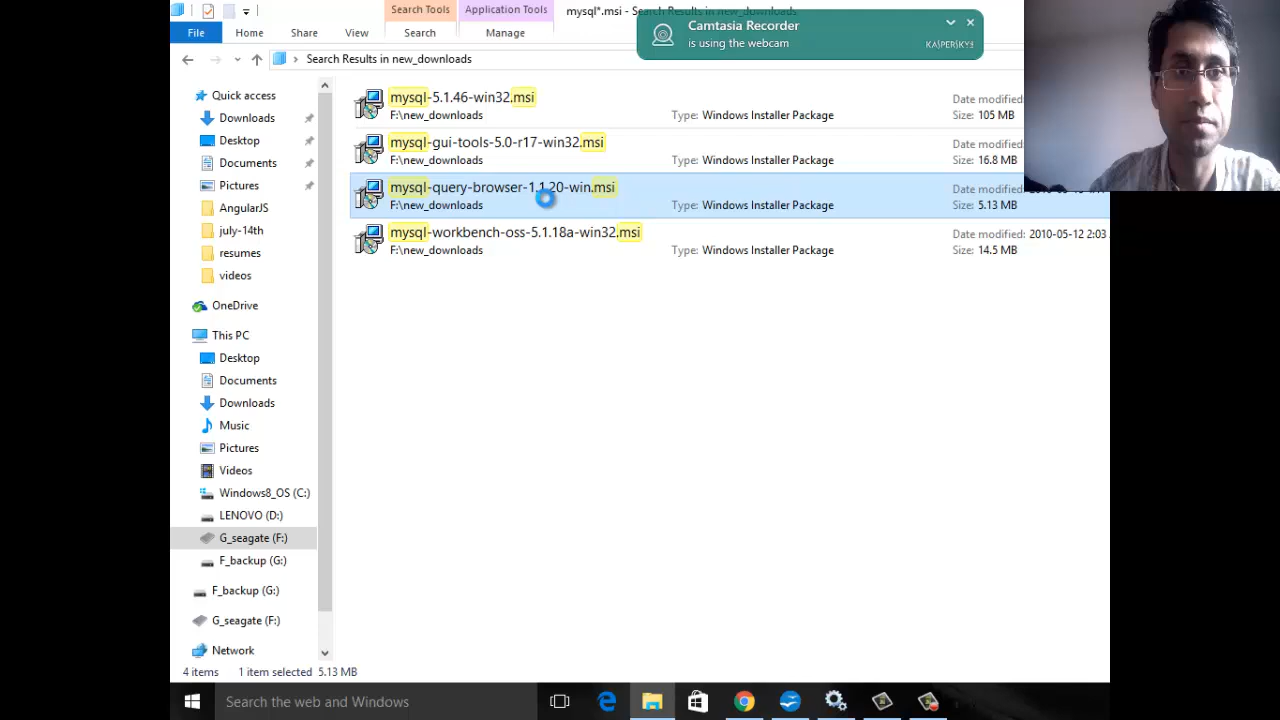 Search Tools
Application Tools
mysql*.msi - Search Results in new_downloads
File
Home
Share
View
Search
Manage
Camtasia Recorder
is using the webcam
KASPERSKY
Search Results in new_downloads
Quick access
Downloads
Desktop
Documents
Pictures
AngularJS
july-14th
resumes
videos
OneDrive
This PC
Desktop
Documents
Downloads
Music
Pictures
Videos
Windows8_OS (C:)
LENOVO (D:)
G_seagate (F:)
F_backup (G:)
F_backup (G:)
G_seagate (F:)
Network
mysql-5.1.46-win32.msi
F:\new_downloads
Type: Windows Installer Package
Date modified:
Size: 105 MB
mysql-gui-tools-5.0-r17-win32.msi
F:\new_downloads
Type: Windows Installer Package
Date modified:
Size: 16.8 MB
mysql-query-browser-1.1.20-win.msi
F:\new_downloads
Type: Windows Installer Package
Date modified:
Size: 5.13 MB
mysql-workbench-oss-5.1.18a-win32.msi
F:\new_downloads
Type: Windows Installer Package
Date modified: 2010-05-12 2:03
Size: 14.5 MB
4 items
1 item selected
5.13 MB
Search the web and Windows